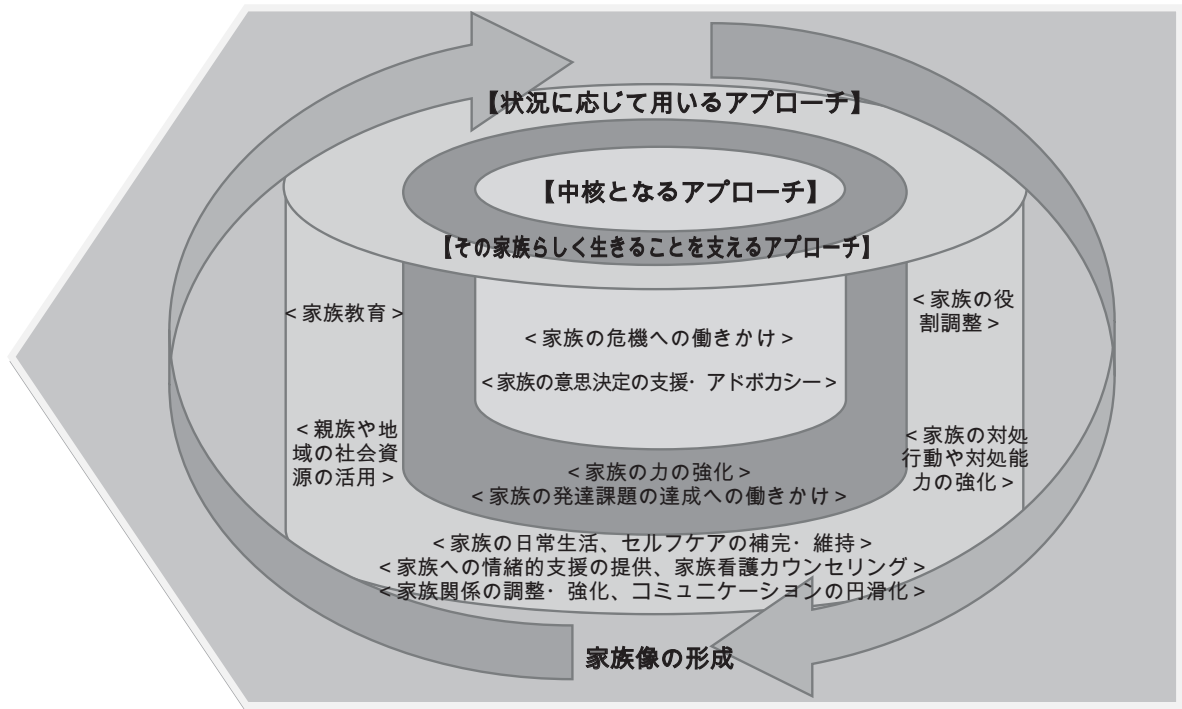 【状況に応じて用いるアプローチ】
【中核となるアプローチ】
【その家族らしく生きることを支えるアプローチ】
<家族教育>
<家族の役
割調整>
<家族の危機への働きかけ>
<家族の意思決定の支援・アドボカシー>
<親族や地
域の社会資
源の活用>
<家族の対処
行動や対処能
力の強化>
<家族の力の強化>
<家族の発達課題の達成への働きかけ>
<家族の日常生活、セルフケアの補完・維持>
<家族への情緒的支援の提供、家族看護カウンセリング>
<家族関係の調整・強化、コミュニケーションの円滑化>
家族像の形成